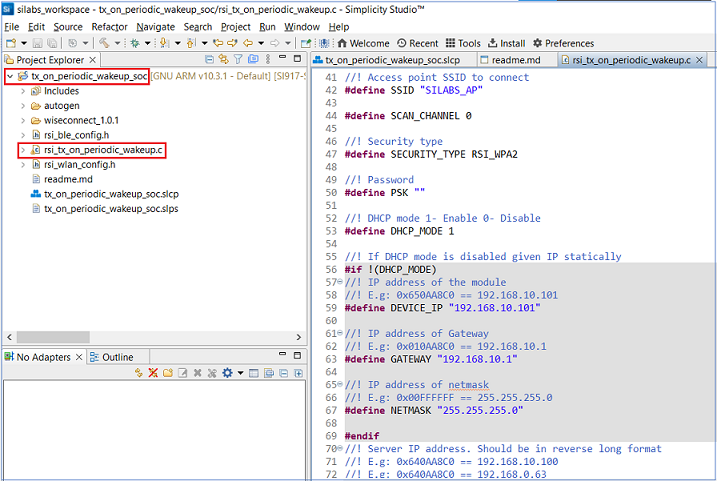 silabs_workspace - tx_on_periodic_wakeup_soc/rsi_tx_on_periodic_wakeup.c - Simplicity Studio™
File Edit Source Refactor Navigate Search Project Run Window Help
Welcome Recent Tools Install Preferences
Project Explorer
tx_on_periodic_wakeup_soc [GNU ARM v10.3.1 - Default] [SI917-S
Includes
autogen
wiseconnect_1.0.1
rsi_ble_config.h
rsi_tx_on_periodic_wakeup.c
rsi_wlan_config.h
readme.md
tx_on_periodic_wakeup_soc.slcp
tx_on_periodic_wakeup_soc.slps
No Adapters Outline
tx_on_periodic_wakeup_soc.slcp readme.md rsi_tx_on_periodic_wakeup.c
41 //! Access point SSID to connect
42 #define SSID "SILABS_AP"
43
44 #define SCAN_CHANNEL 0
45
46 //! Security type
47 #define SECURITY_TYPE RSI_WPA2
48
49 //! Password
50 #define PSK ""
51
52 //! DHCP mode 1- Enable 0- Disable
53 #define DHCP_MODE 1
54
55 //! If DHCP mode is disabled given IP statically
56 #if !(DHCP_MODE)
57 //! IP address of the module
58 //! E.g: 0x650AA8C0 == 192.168.10.101
59 #define DEVICE_IP "192.168.10.101"
60
61 //! IP address of Gateway
62 //! E.g: 0x010AA8C0 == 192.168.10.1
63 #define GATEWAY "192.168.10.1"
64
65 //! IP address of netmask
66 //! E.g: 0x00FFFFFF == 255.255.255.0
67 #define NETMASK "255.255.255.0"
68
69 #endif
70 //! Server IP address. Should be in reverse long format
71 //! E.g: 0x640AA8C0 == 192.168.10.100
72 //! E.g: 0x640AA8C0 == 192.168.0.63